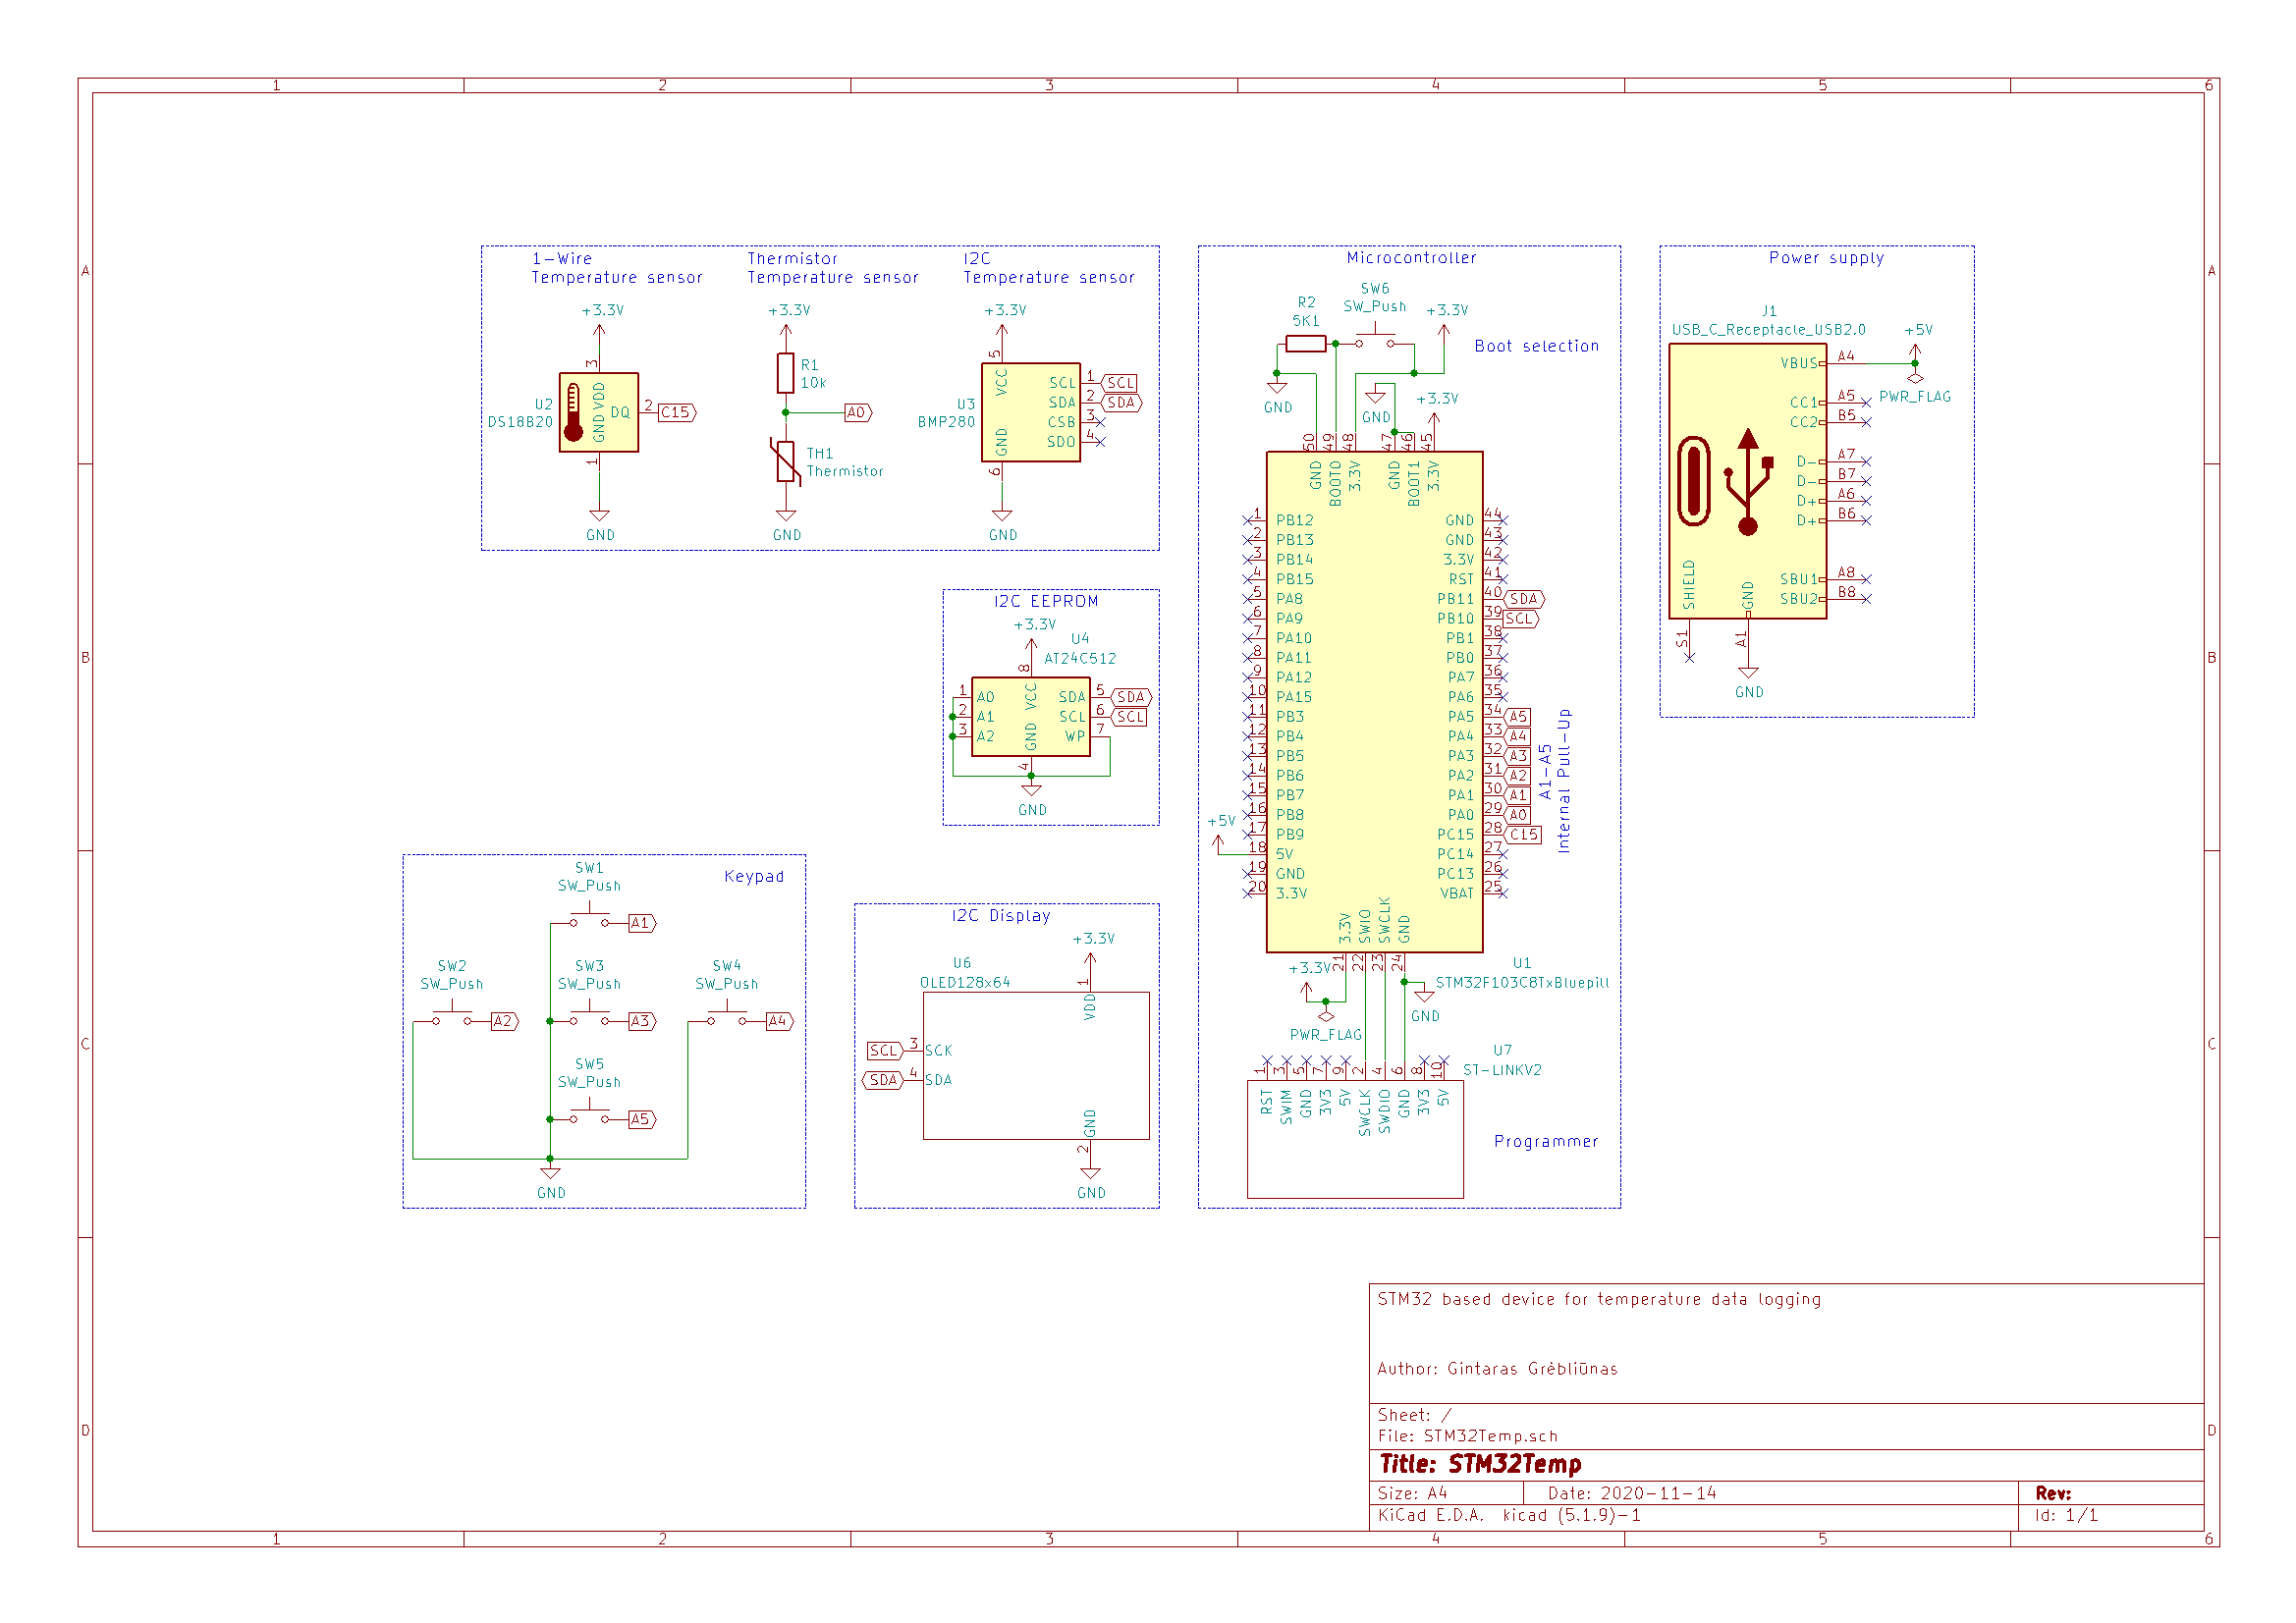 1 2 3 4 5 6
A A
B B
C C
D D
1-Wire
Temperature sensor
+3.3V
3
VDD
GND
DQ
2
C15
U2
DS18B20
1
GND
Thermistor
Temperature sensor
+3.3V
R1
10k
A0
TH1
Thermistor
GND
I2C
Temperature sensor
+3.3V
5
VCC
U3
BMP280
SCL 1 SCL
SDA 2 SDA
CSB 3
SDO 4
GND
6
GND
I2C EEPROM
+3.3V
U4
AT24C512
8
1 A0 VCC SDA 5 SDA
2 A1 SCL 6 SCL
3 A2 GND WP 7
4
GND
Keypad
SW1
SW_Push
A1
SW2
SW_Push
A2
SW3
SW_Push
A3
SW4
SW_Push
A4
SW5
SW_Push
A5
GND
I2C Display
+3.3V
U6
OLED128x64
1
VDD
SCL 3 SCK
SDA 4 SDA
GND
2
GND
Microcontroller
R2
5K1
SW6
SW_Push
+3.3V
Boot selection
GND
GND
+3.3V
50 49 48 47 46 45
GND BOOT0 3.3V GND BOOT1 3.3V
1 PB12 GND 44
2 PB13 GND 43
3 PB14 3.3V 42
4 PB15 RST 41
5 PA8 PB11 40 SDA
6 PA9 PB10 39 SCL
7 PA10 PB1 38
8 PA11 PB0 37
9 PA12 PA7 36
10 PA15 PA6 35
11 PB3 PA5 34 A5
12 PB4 PA4 33 A4
13 PB5 PA3 32 A3
14 PB6 PA2 31 A2
15 PB7 PA1 30 A1
16 PB8 PA0 29 A0
17 PB9 PC15 28 C15
+5V
18 5V PC14 27
19 GND PC13 26
20 3.3V VBAT 25
A1-A5
Internal Pull-Up
3.3V SWIO SWCLK GND
21 22 23 24
+3.3V
PWR_FLAG
GND
U1
STM32F103C8TxBluepill
U7
ST-LINKV2
1 3 5 7 9 2 4 6 8 10
RST SWIM GND 3V3 5V SWCLK SWDIO GND 3V3 5V
Programmer
Power supply
J1
USB_C_Receptacle_USB2.0
+5V
VBUS A4
PWR_FLAG
CC1 A5
CC2 B5
D- A7
D- B7
D+ A6
D+ B6
SBU1 A8
SBU2 B8
SHIELD
GND
S1
A1
GND
STM32 based device for temperature data logging
Author: Gintaras Grėbliūnas
Sheet: /
File: STM32Temp.sch
Title: STM32Temp
Size: A4 Date: 2020-11-14 Rev:
KiCad E.D.A. kicad (5.1.9)-1 Id: 1/1
1 2 3 4 5 6